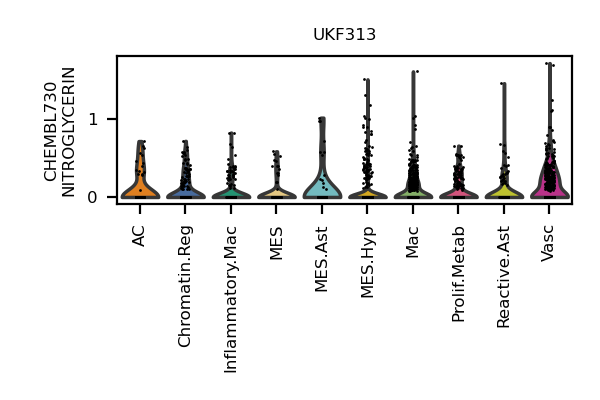 UKF313
CHEMBL730
NITROGLYCERIN
1
0
AC
Chromatin.Reg
Inflammatory.Mac
MES
MES.Ast
MES.Hyp
Mac
Prolif.Metab
Reactive.Ast
Vasc